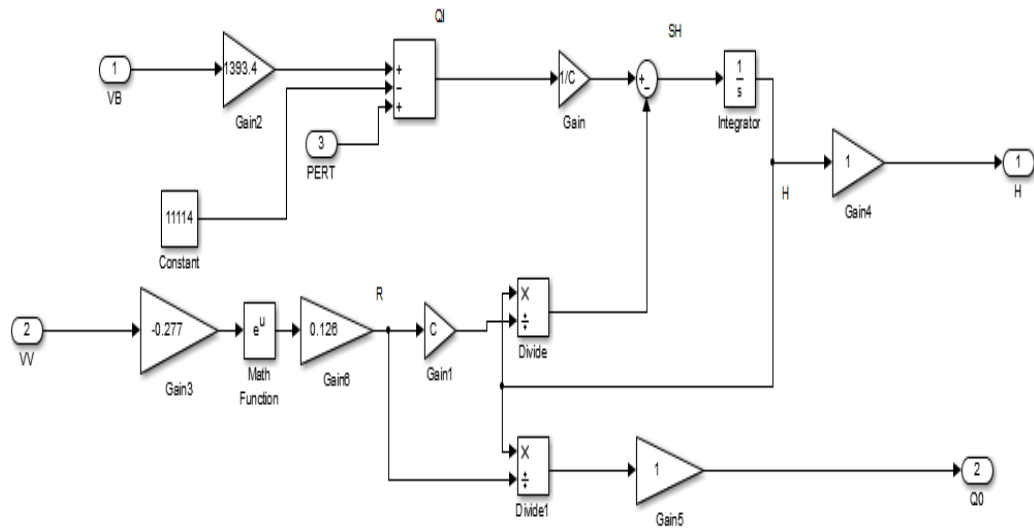 QI
SH
1
VB
1393.4
Gain2
+
−
+
3
PERT
1/C
Gain
+
−
1
s
Integrator
H
1
Gain4
1
H
11114
Constant
2
VV
-0.277
Gain3
e^u
Math
Function
0.126
Gain6
R
C
Gain1
×
÷
Divide
×
÷
Divide1
1
Gain5
2
Q0